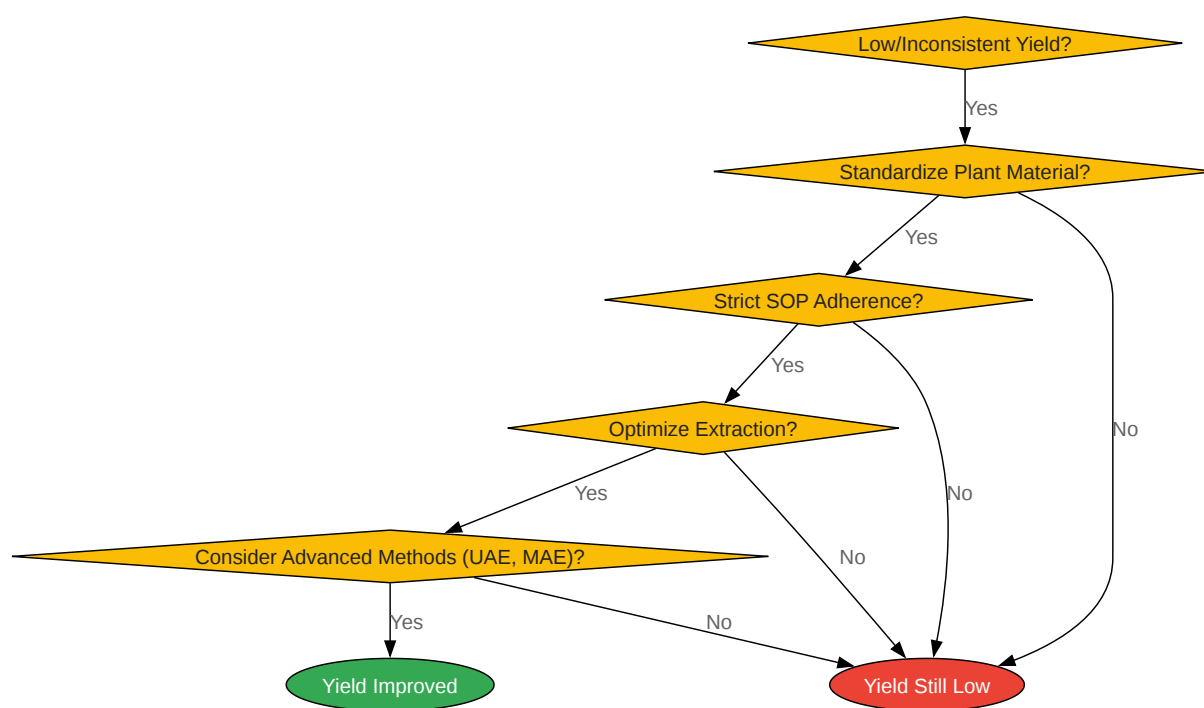 Low/Inconsistent Yield?
Yes
Standardize Plant Material?
Yes
Strict SOP Adherence?
Yes
Optimize Extraction?
No
Yes
No
Consider Advanced Methods (UAE, MAE)?
No
Yes
No
Yield Improved
Yield Still Low